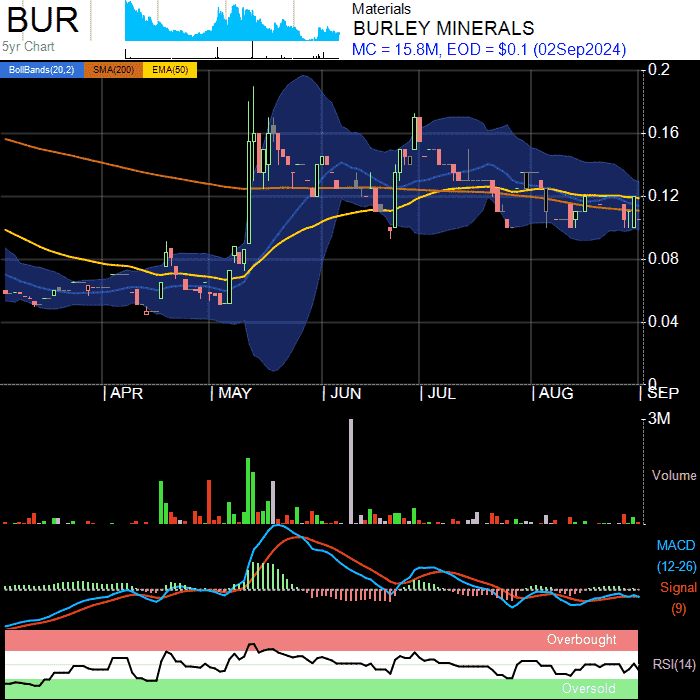 BUR
5yr Chart
Materials
BURLEY MINERALS
MC = 15.8M, EOD = $0.1 (02Sep2024)
BollBands(20,2) SMA(200) EMA(50)
0.2
0.16
0.12
0.08
0.04
0
APR MAY JUN JUL AUG SEP
3M
Volume
MACD
(12-26)
Signal
(9)
Overbought
RSI(14)
Oversold